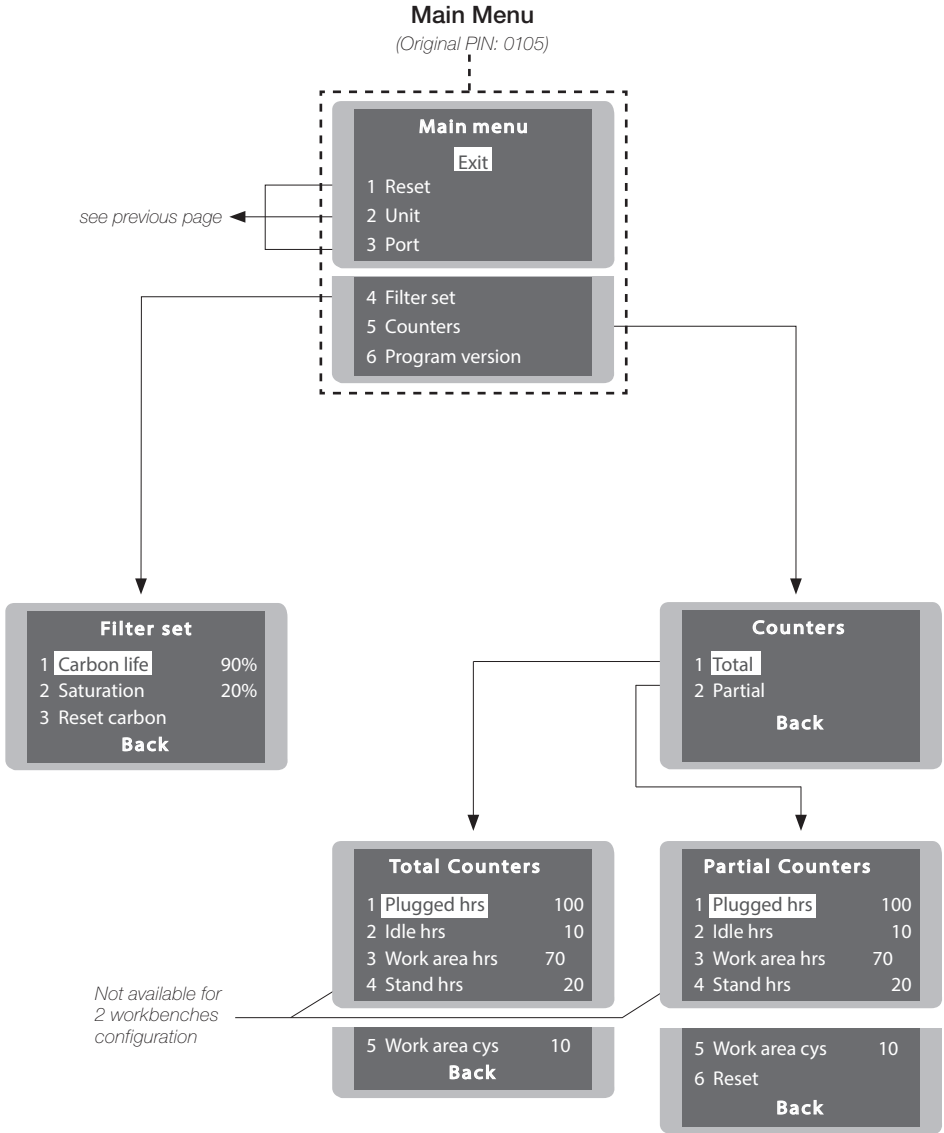 Main Menu
(Original PIN: 0105)
Main menu
Exit
1 Reset
2 Unit
3 Port
see previous page
4 Filter set
5 Counters
6 Program version
Filter set
1 Carbon life 90%
2 Saturation 20%
3 Reset carbon
Back
Counters
1 Total
2 Partial
Back
Total Counters
1 Plugged hrs 100
2 Idle hrs 10
3 Work area hrs 70
4 Stand hrs 20
5 Work area cys 10
Back
Partial Counters
1 Plugged hrs 100
2 Idle hrs 10
3 Work area hrs 70
4 Stand hrs 20
5 Work area cys 10
6 Reset
Back
Not available for
2 workbenches
configuration